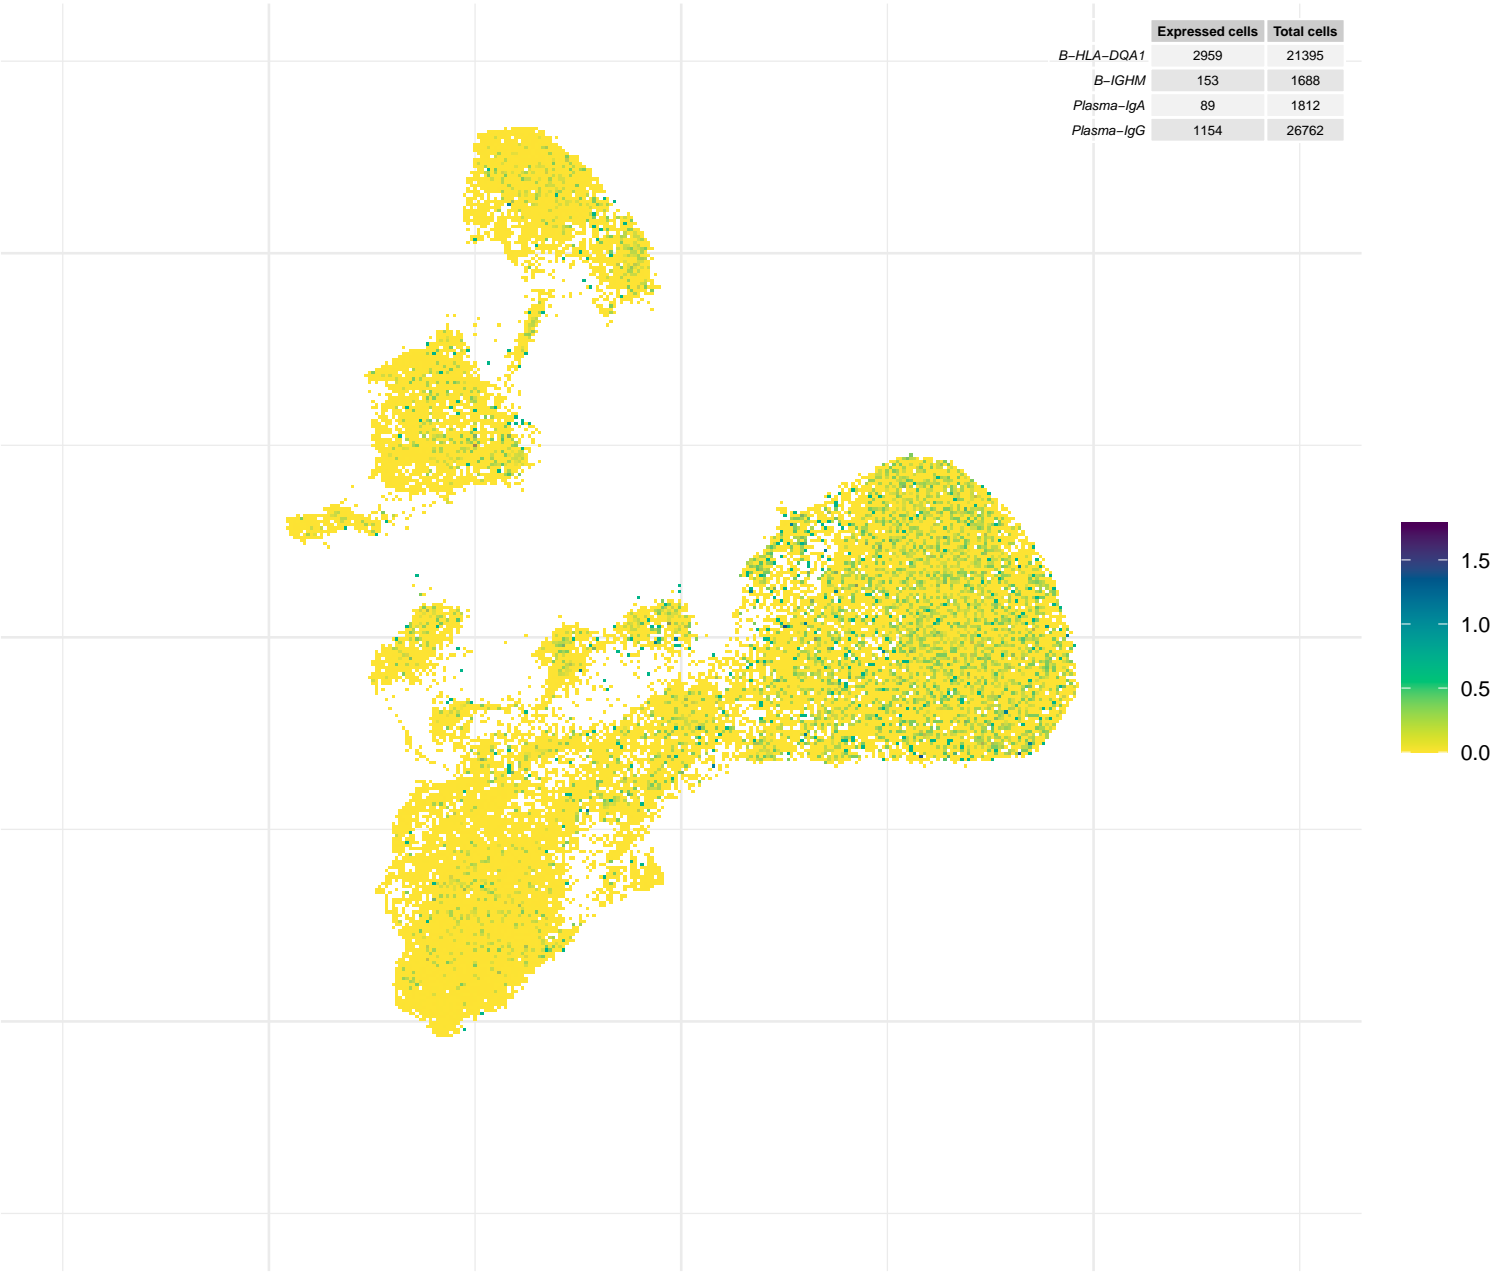 Expressed cells Total cells
B-HLA-DQA1 2959 21395
B-IGHM 153 1688
Plasma-IgA 89 1812
Plasma-IgG 1154 26762
1.5
1.0
0.5
0.0